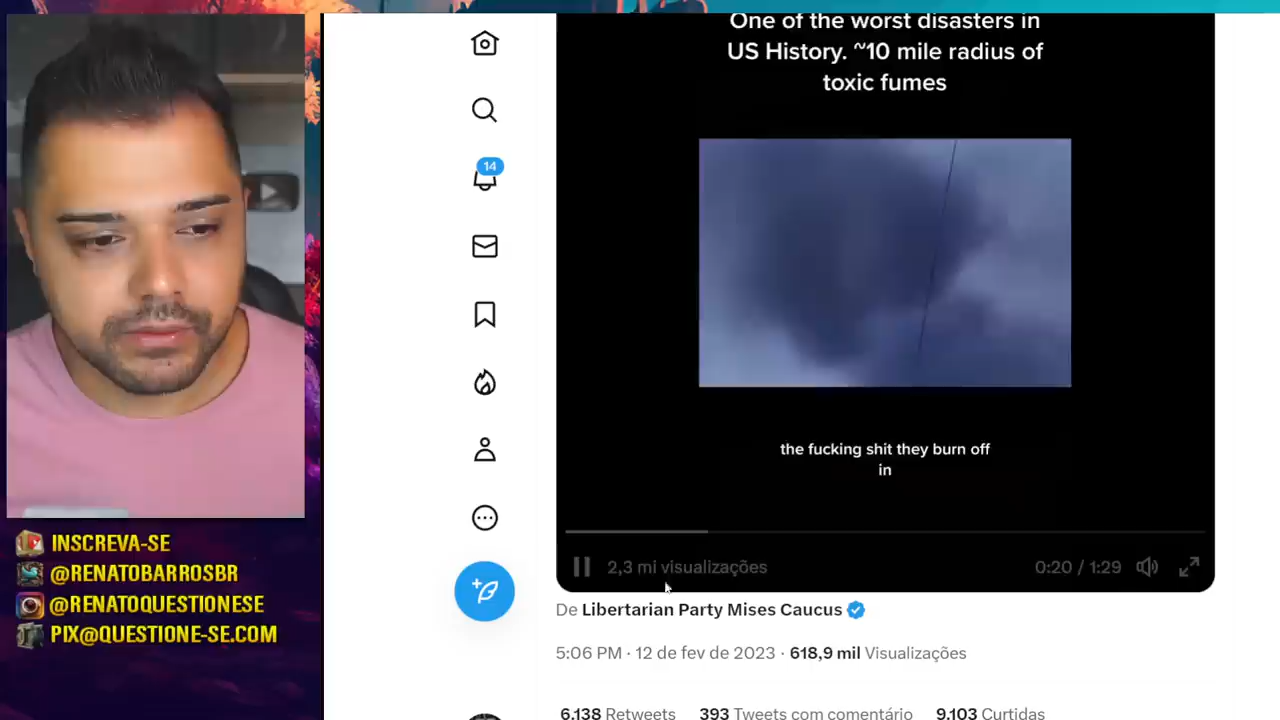 One of the worst disasters in
US History. ~10 mile radius of
toxic fumes
14
the fucking shit they burn off
in
2,3 mi visualizações
0:20 / 1:29
De Libertarian Party Mises Caucus
5:06 PM · 12 de fev de 2023 · 618,9 mil Visualizações
6.138 Retweets 393 Tweets com comentário 9.103 Curtidas
INSCREVA-SE
@RENATOBARROSBR
@RENATOQUESTIONESE
PIX@QUESTIONE-SE.COM